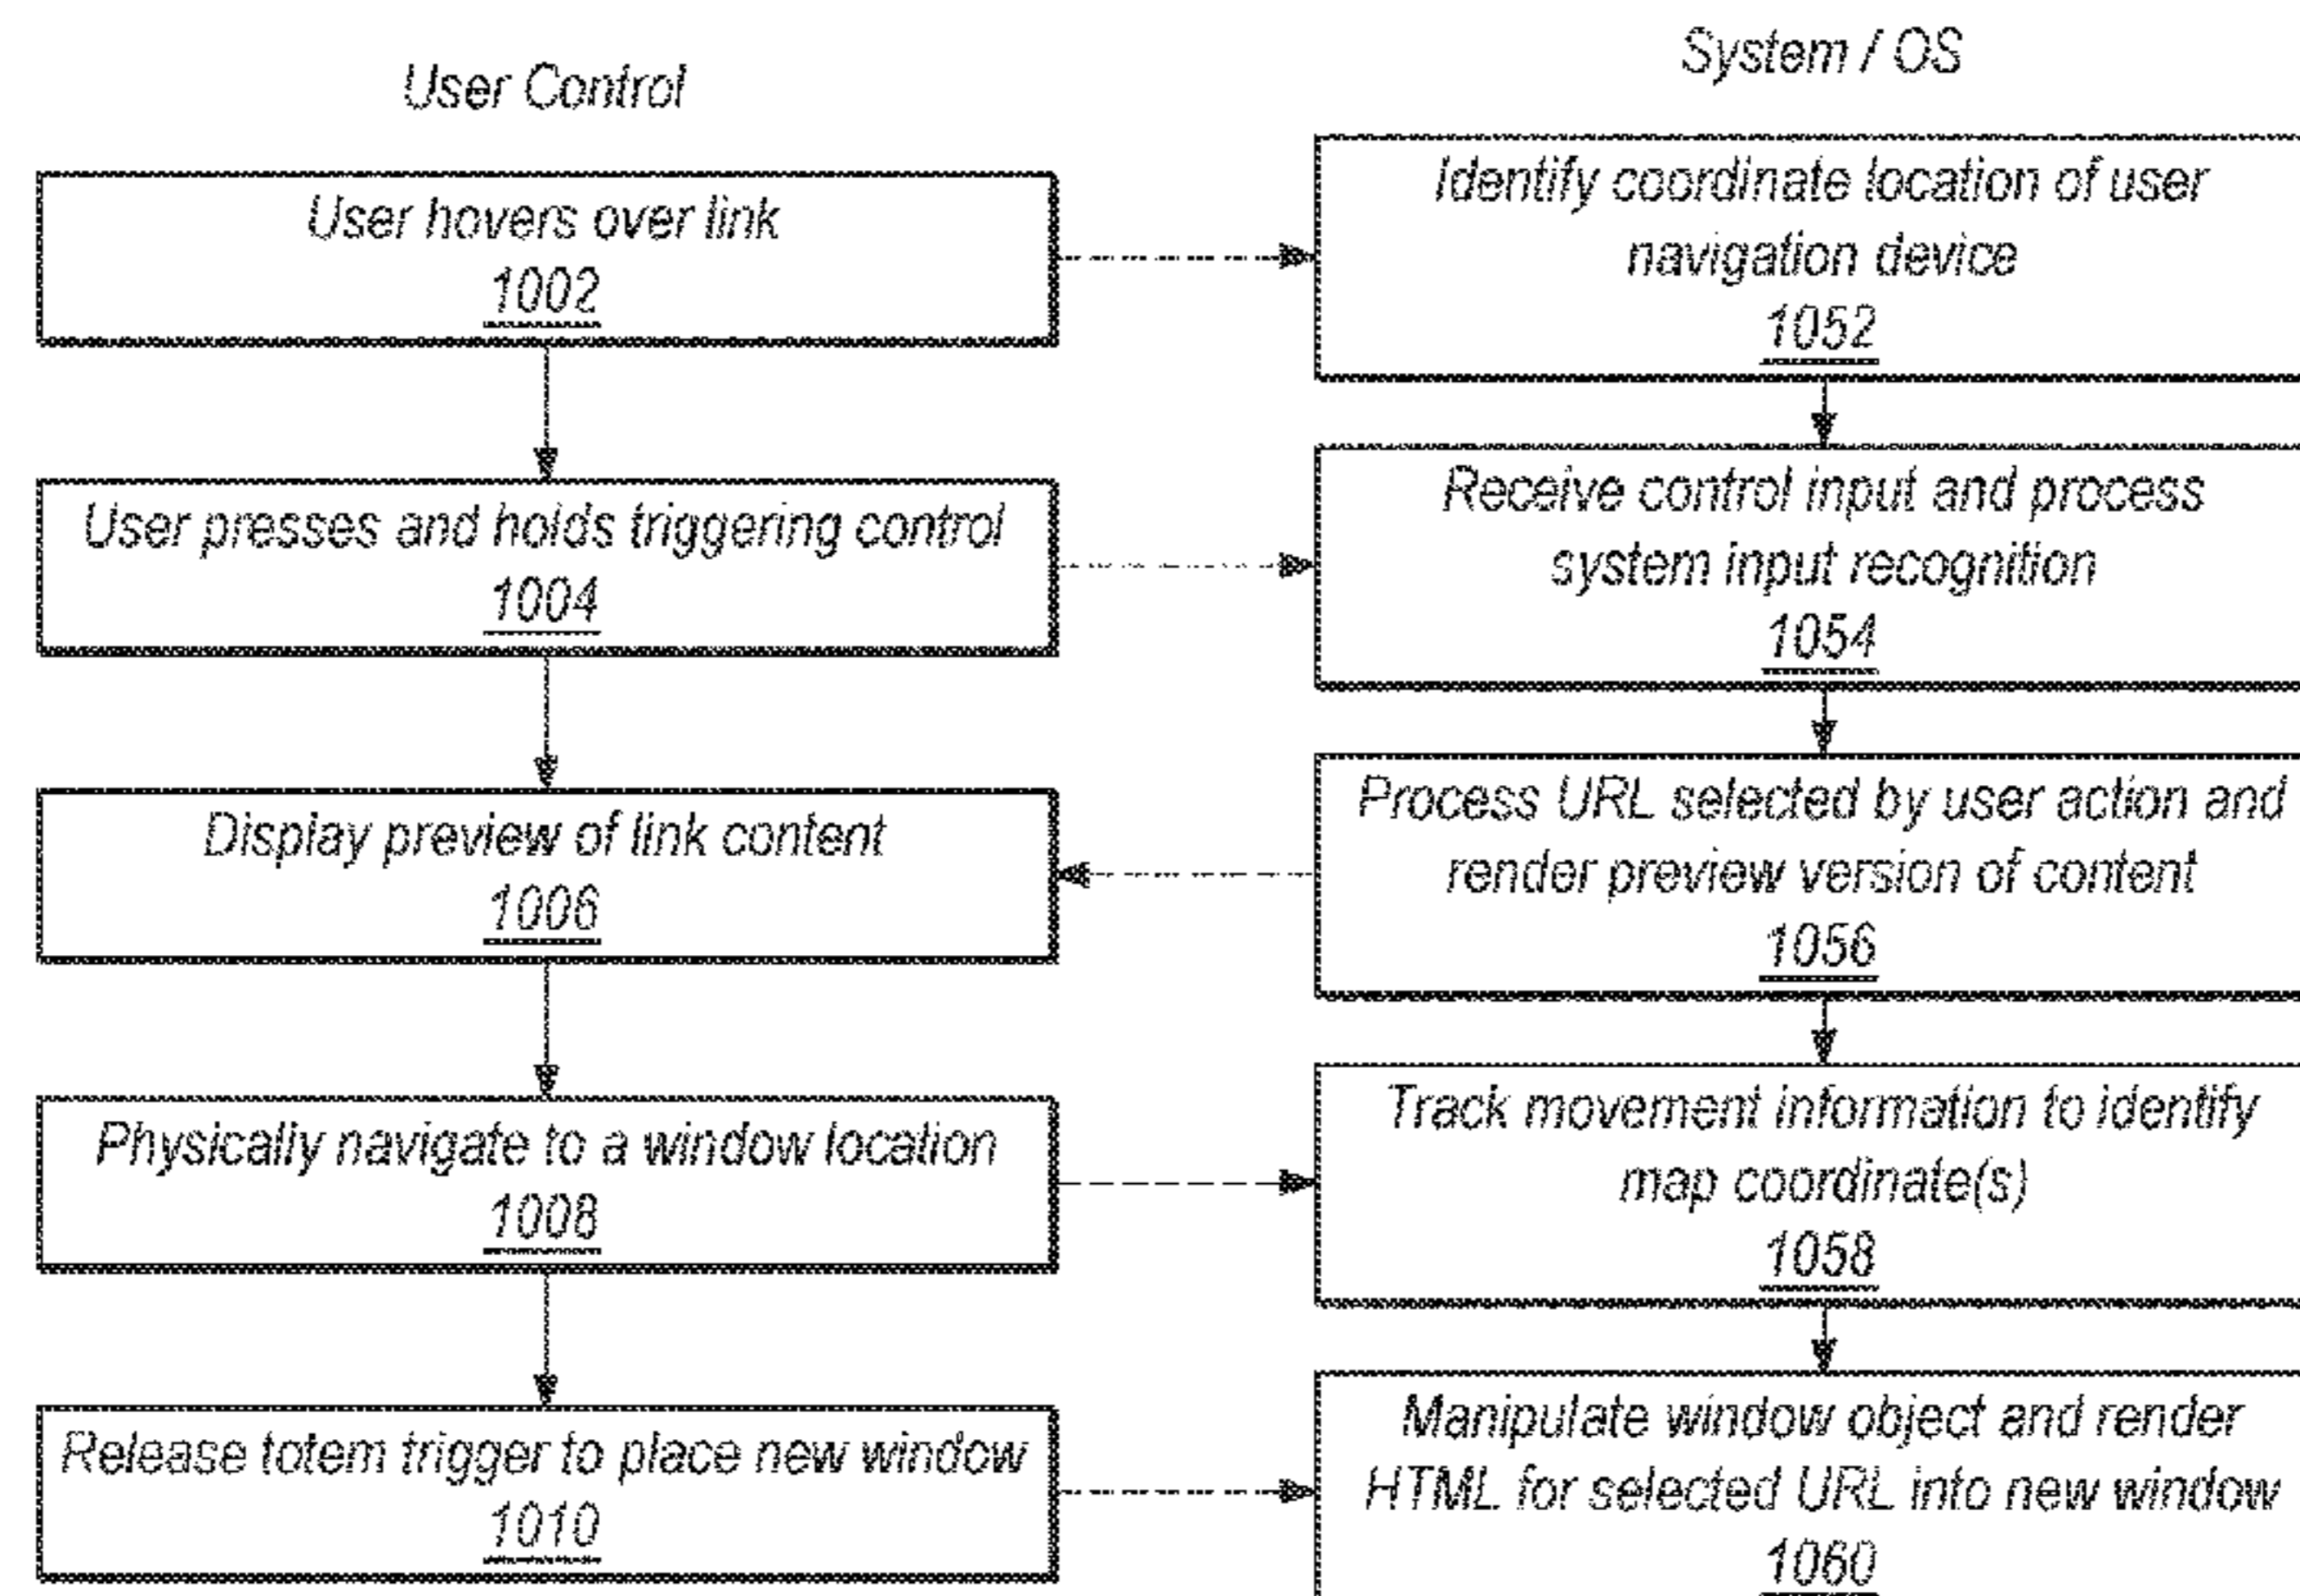 User Control
User hovers over link
1002
User presses and holds triggering control
1004
Display preview of link content
1006
Physically navigate to a window location
1008
Release totem trigger to place new window
1010
System / OS
Identify coordinate location of user
navigation device
1052
Receive control input and process
system input recognition
1054
Process URL selected by user action and
render preview version of content
1056
Track movement information to identify
map coordinate(s)
1058
Manipulate window object and render
HTML for selected URL into new window
1060